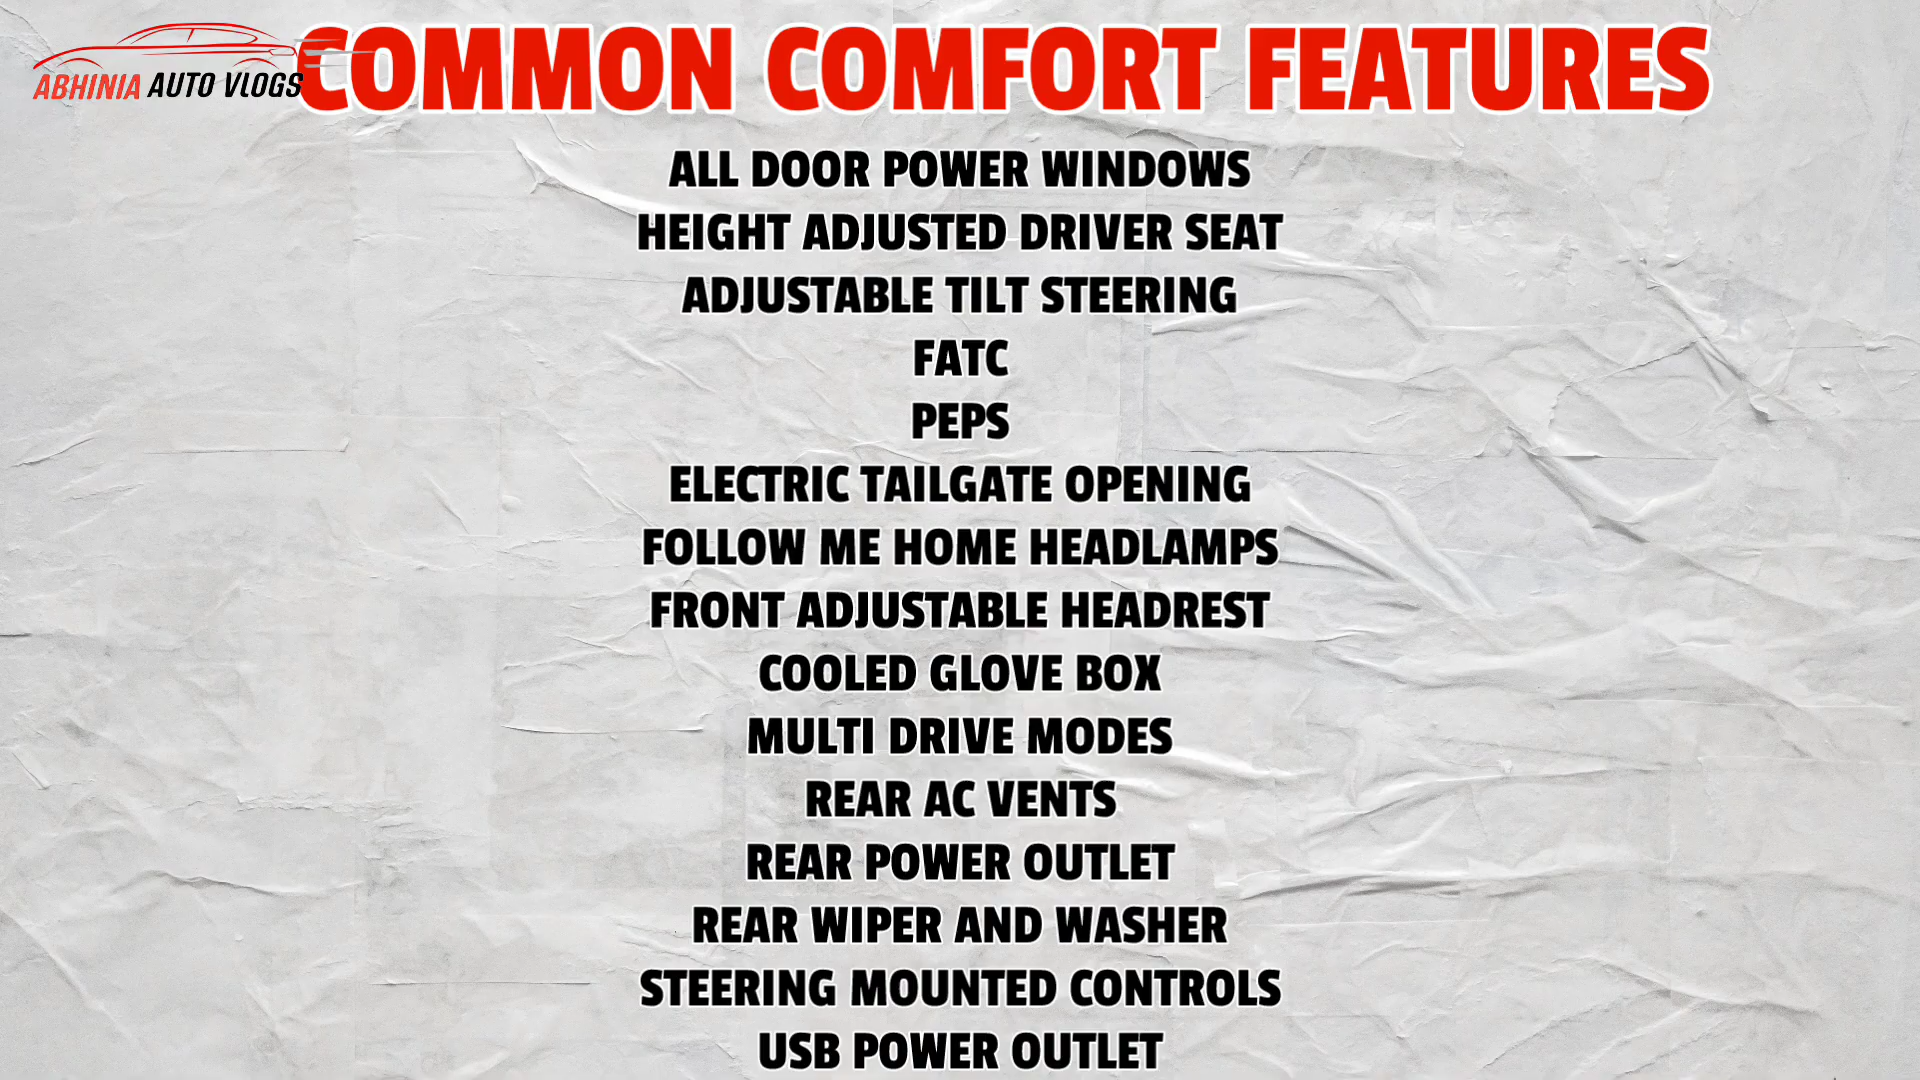 ABHINIA AUTO VLOGS
COMMON COMFORT FEATURES
ALL DOOR POWER WINDOWS
HEIGHT ADJUSTED DRIVER SEAT
ADJUSTABLE TILT STEERING
FATC
PEPS
ELECTRIC TAILGATE OPENING
FOLLOW ME HOME HEADLAMPS
FRONT ADJUSTABLE HEADREST
COOLED GLOVE BOX
MULTI DRIVE MODES
REAR AC VENTS
REAR POWER OUTLET
REAR WIPER AND WASHER
STEERING MOUNTED CONTROLS
USB POWER OUTLET